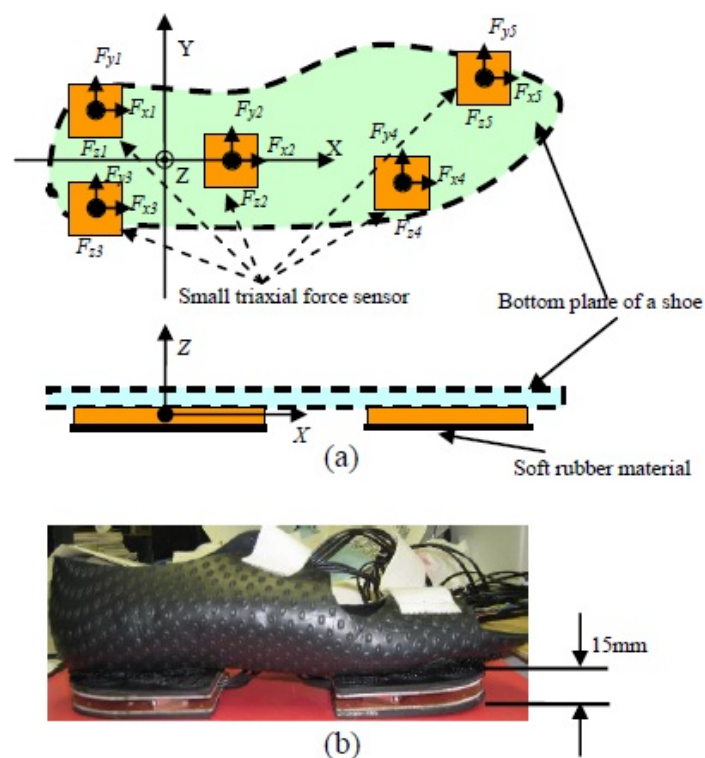 Y
Fy1
Fy5
Fx1
Fy2
Fx5
Fz1
Fy4
Fz5
X
Fx2
Z
Fy3
Fx4
Fx3
Fz2
Fz4
Fz3
Small triaxial force sensor
Bottom plane of a shoe
Z
X
(a)
Soft rubber material
15mm
(b)